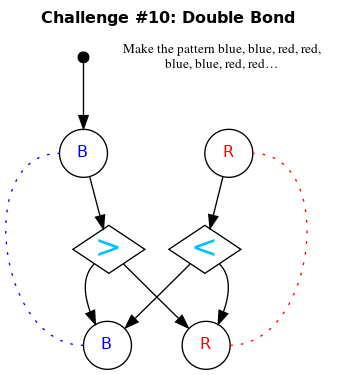 Challenge #10: Double Bond
Make the pattern blue, blue, red, red,
blue, blue, red, red…
B
R
>
<
B
R